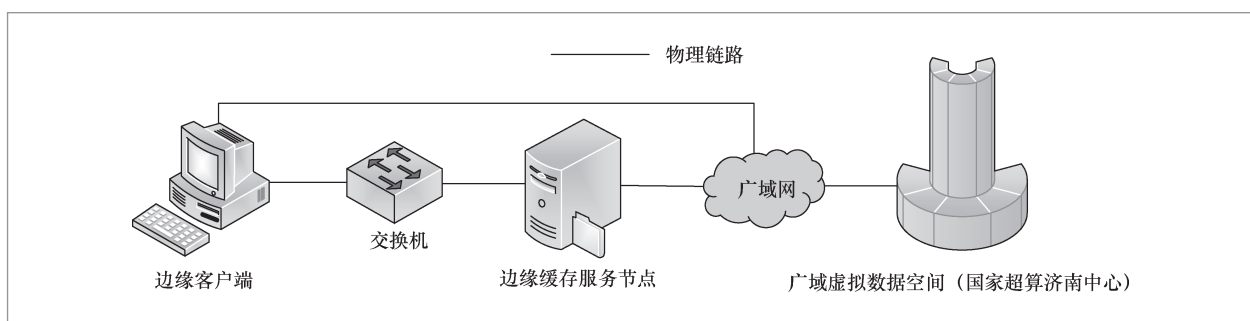 物理链路
广域网
交换机
边缘客户端
边缘缓存服务节点
广域虚拟数据空间（国家超算济南中心）